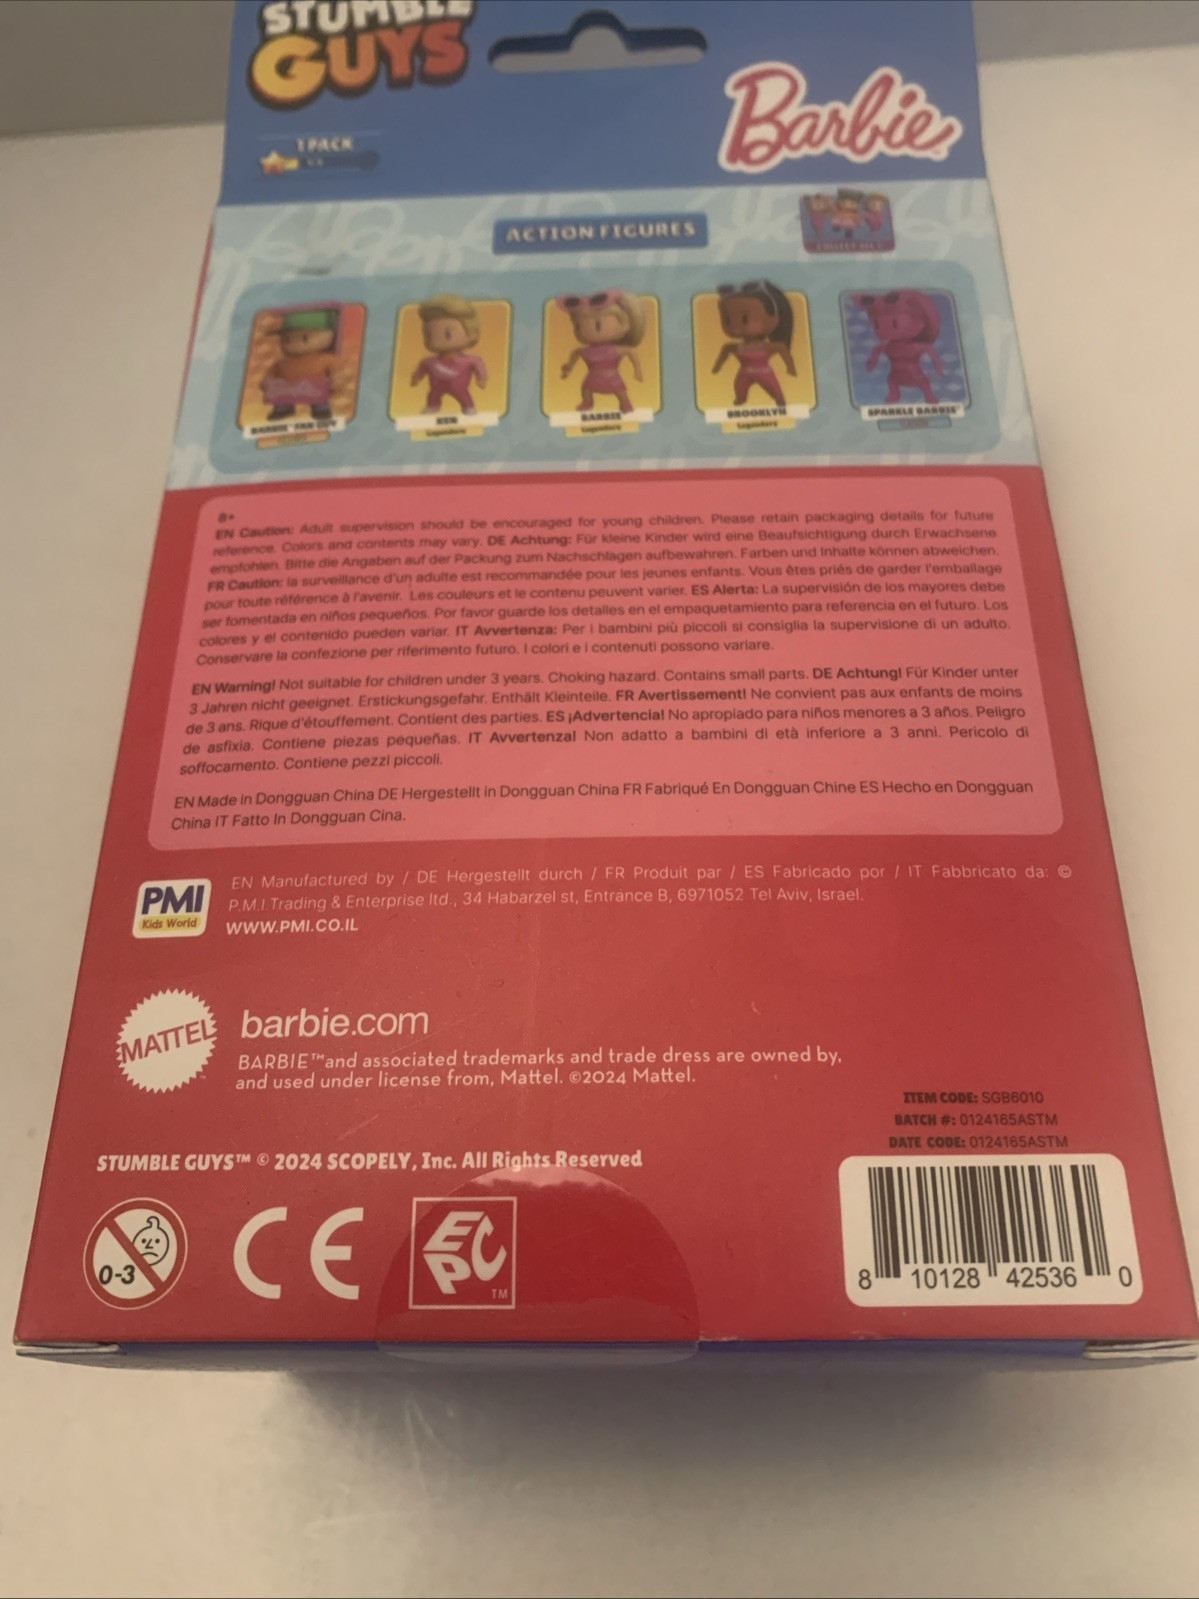 STUMBLE
GUYS
Barbie
1 PACK
ACTION FIGURES
COLLECT ALL
BARBIE FAN GUY
KEN
Legendary
BARBIE
Legendary
BROOKLYN
Legendary
SPARKLE BARBIE
8+
EN Caution: Adult supervision should be encouraged for young children. Please retain packaging details for future
reference. Colors and contents may vary. DE Achtung: Für kleine Kinder wird eine Beaufsichtigung durch Erwachsene
empfohlen. Bitte die Angaben auf der Packung zum Nachschlagen aufbewahren. Farben und Inhalte können abweichen.
FR Caution: la surveillance d'un adulte est recommandée pour les jeunes enfants. Vous êtes priés de garder l'emballage
pour toute référence à l'avenir. Les couleurs et le contenu peuvent varier. ES Alerta: La supervisión de los mayores debe
ser fomentada en niños pequeños. Por favor guarde los detalles en el empaquetamiento para referencia en el futuro. Los
colores y el contenido pueden variar. IT Avvertenza: Per i bambini più piccoli si consiglia la supervisione di un adulto.
Conservare la confezione per riferimento futuro. I colori e i contenuti possono variare.
EN Warning! Not suitable for children under 3 years. Choking hazard. Contains small parts. DE Achtung! Für Kinder unter
3 Jahren nicht geeignet. Erstickungsgefahr. Enthält Kleinteile. FR Avertissement! Ne convient pas aux enfants de moins
de 3 ans. Rique d'étouffement. Contient des parties. ES ¡Advertencia! No apropiado para niños menores a 3 años. Peligro
de asfixia. Contiene piezas pequeñas. IT Avvertenza! Non adatto a bambini di età inferiore a 3 anni. Pericolo di
soffocamento. Contiene pezzi piccoli.
EN Made in Dongguan China DE Hergestellt in Dongguan China FR Fabriqué En Dongguan Chine ES Hecho en Dongguan
China IT Fatto In Dongguan Cina.
PMI
Kids World
EN Manufactured by / DE Hergestellt durch / FR Produit par / ES Fabricado por / IT Fabbricato da: ©
P.M.I Trading & Enterprise ltd., 34 Habarzel st, Entrance B, 6971052 Tel Aviv, Israel.
WWW.PMI.CO.IL
MATTEL
barbie.com
BARBIE™ and associated trademarks and trade dress are owned by,
and used under license from, Mattel. ©2024 Mattel.
ITEM CODE: SGB6010
BATCH #: 0124165ASTM
DATE CODE: 0124165ASTM
STUMBLE GUYS™ © 2024 SCOPELY, Inc. All Rights Reserved
0-3
CE
EPC
TM
8 10128 42536 0